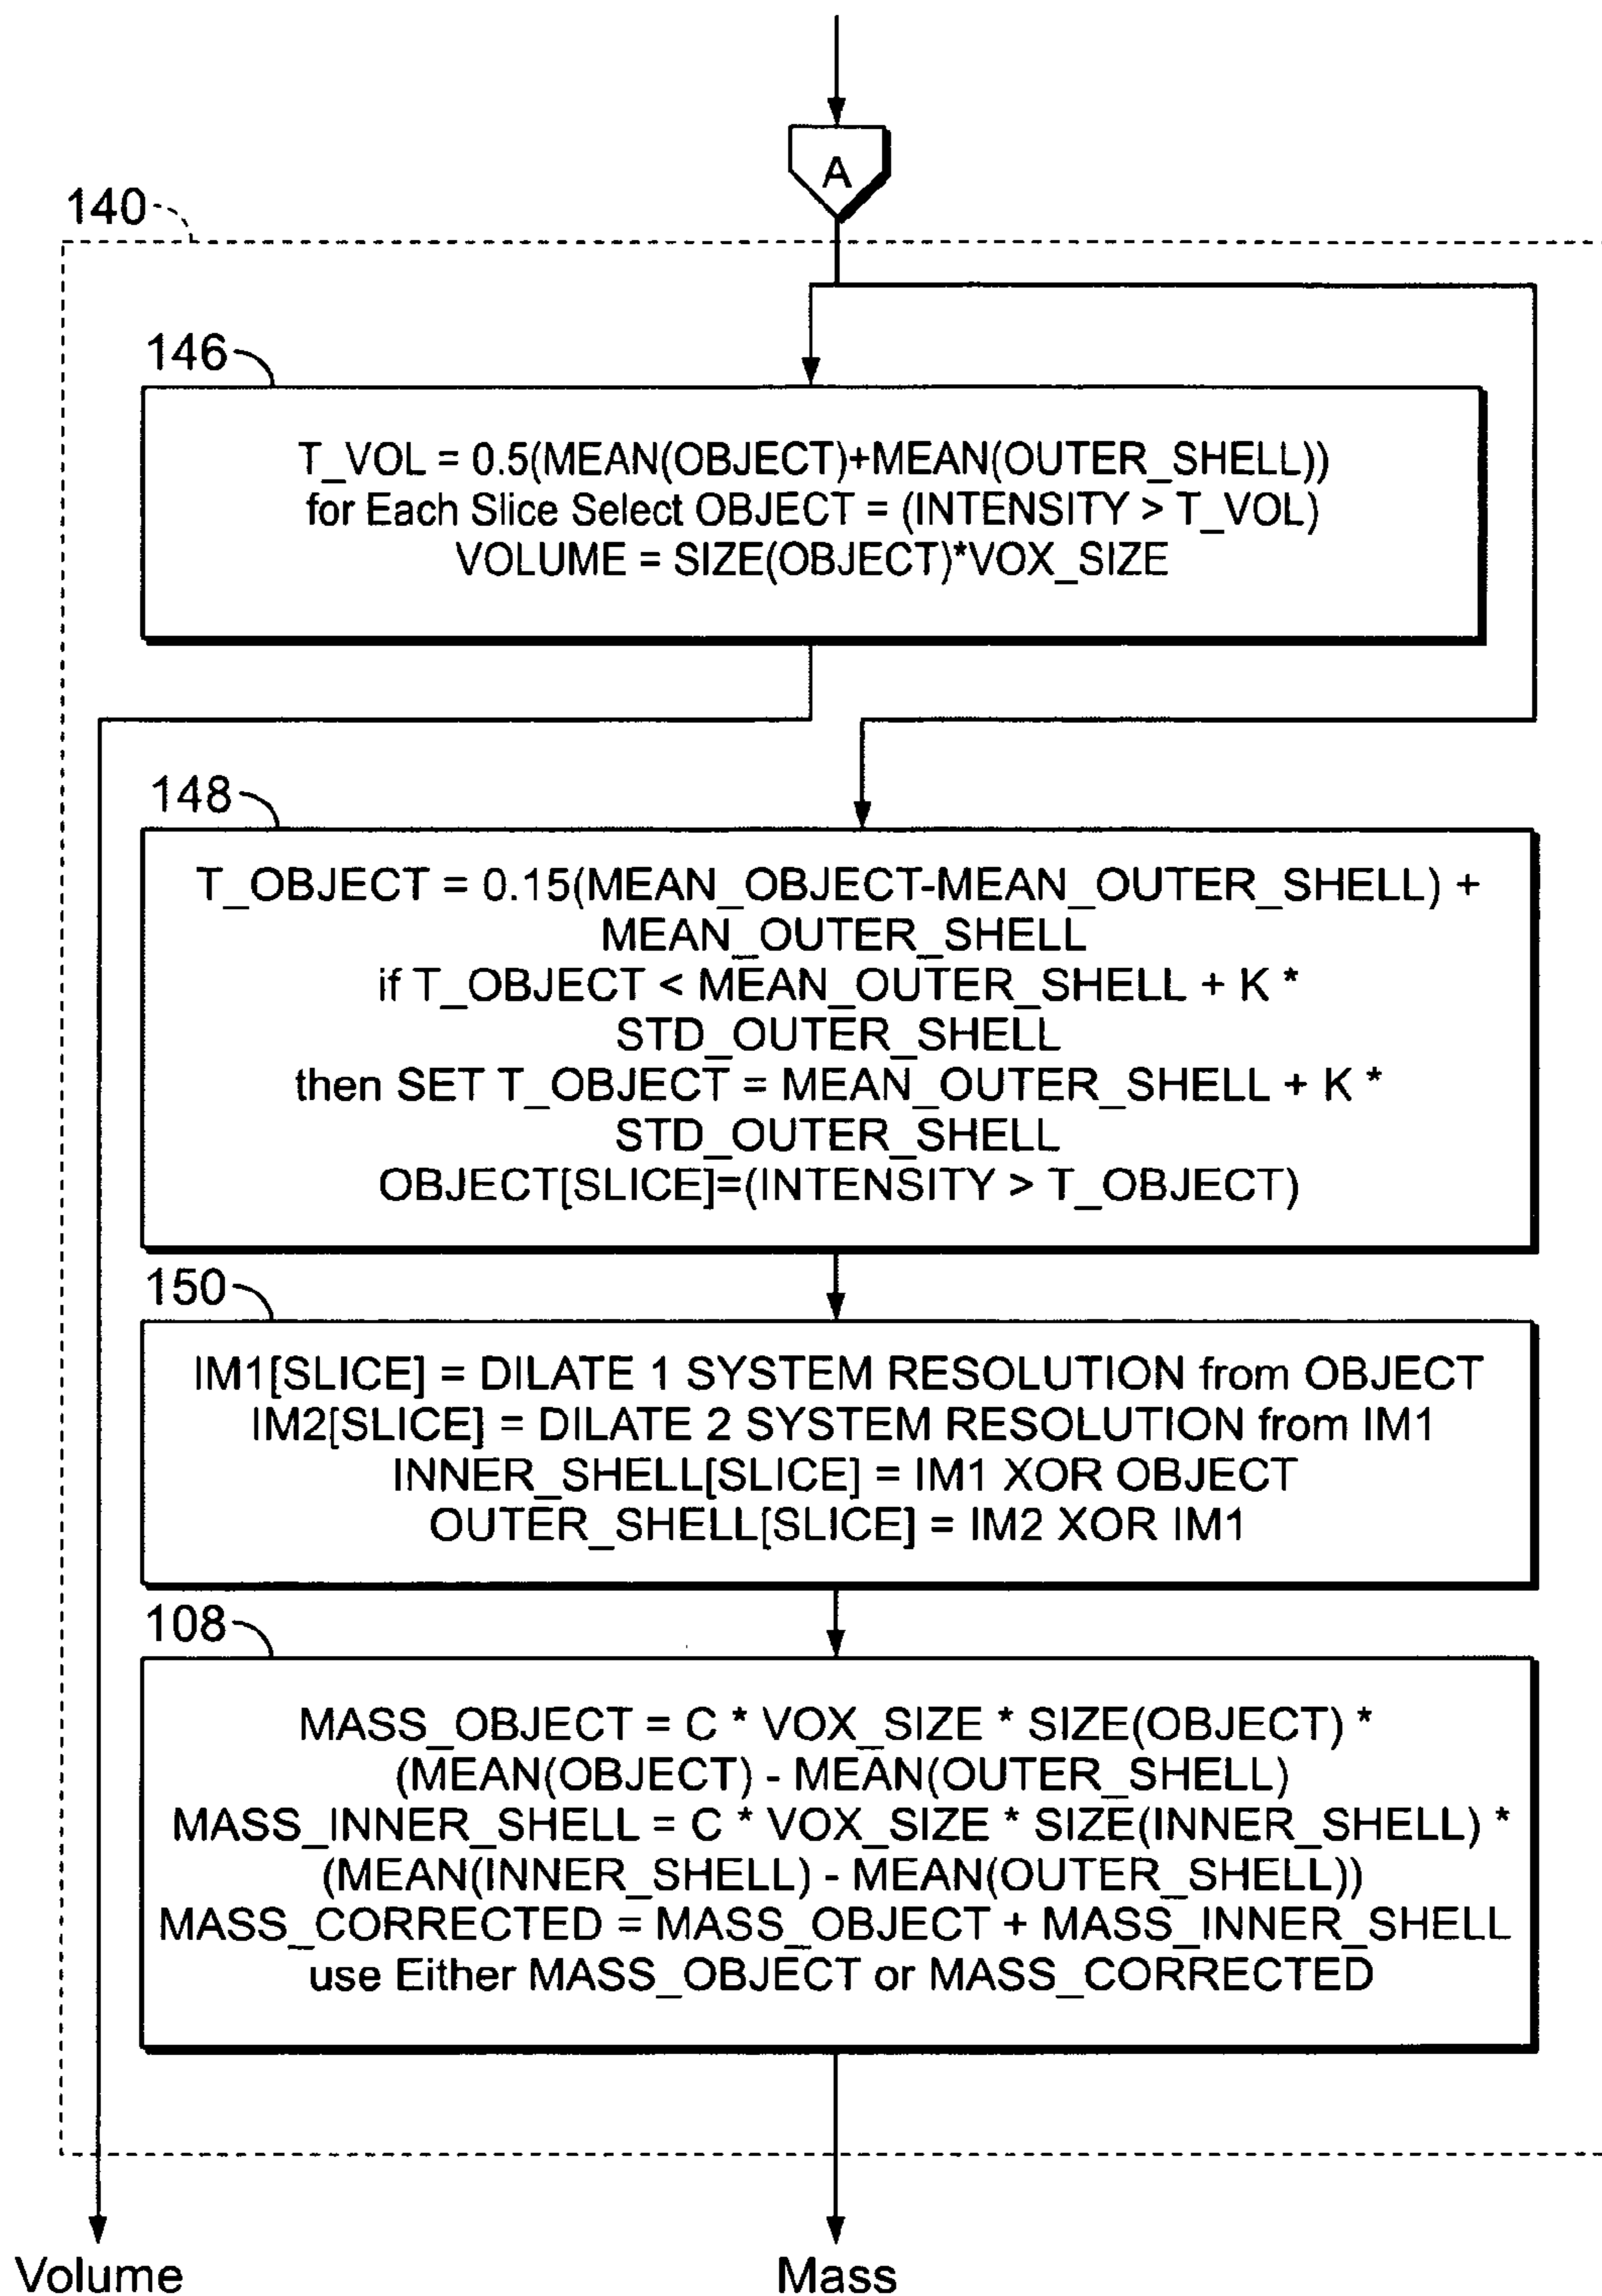 A
140
146
T_VOL = 0.5(MEAN(OBJECT)+MEAN(OUTER_SHELL))
for Each Slice Select OBJECT = (INTENSITY > T_VOL)
VOLUME = SIZE(OBJECT)*VOX_SIZE
148
T_OBJECT = 0.15(MEAN_OBJECT-MEAN_OUTER_SHELL) +
MEAN_OUTER_SHELL
if T_OBJECT < MEAN_OUTER_SHELL + K *
STD_OUTER_SHELL
then SET T_OBJECT = MEAN_OUTER_SHELL + K *
STD_OUTER_SHELL
OBJECT[SLICE]=(INTENSITY > T_OBJECT)
150
IM1[SLICE] = DILATE 1 SYSTEM RESOLUTION from OBJECT
IM2[SLICE] = DILATE 2 SYSTEM RESOLUTION from IM1
INNER_SHELL[SLICE] = IM1 XOR OBJECT
OUTER_SHELL[SLICE] = IM2 XOR IM1
108
MASS_OBJECT = C * VOX_SIZE * SIZE(OBJECT) *
(MEAN(OBJECT) - MEAN(OUTER_SHELL)
MASS_INNER_SHELL = C * VOX_SIZE * SIZE(INNER_SHELL) *
(MEAN(INNER_SHELL) - MEAN(OUTER_SHELL))
MASS_CORRECTED = MASS_OBJECT + MASS_INNER_SHELL
use Either MASS_OBJECT or MASS_CORRECTED
Volume
Mass